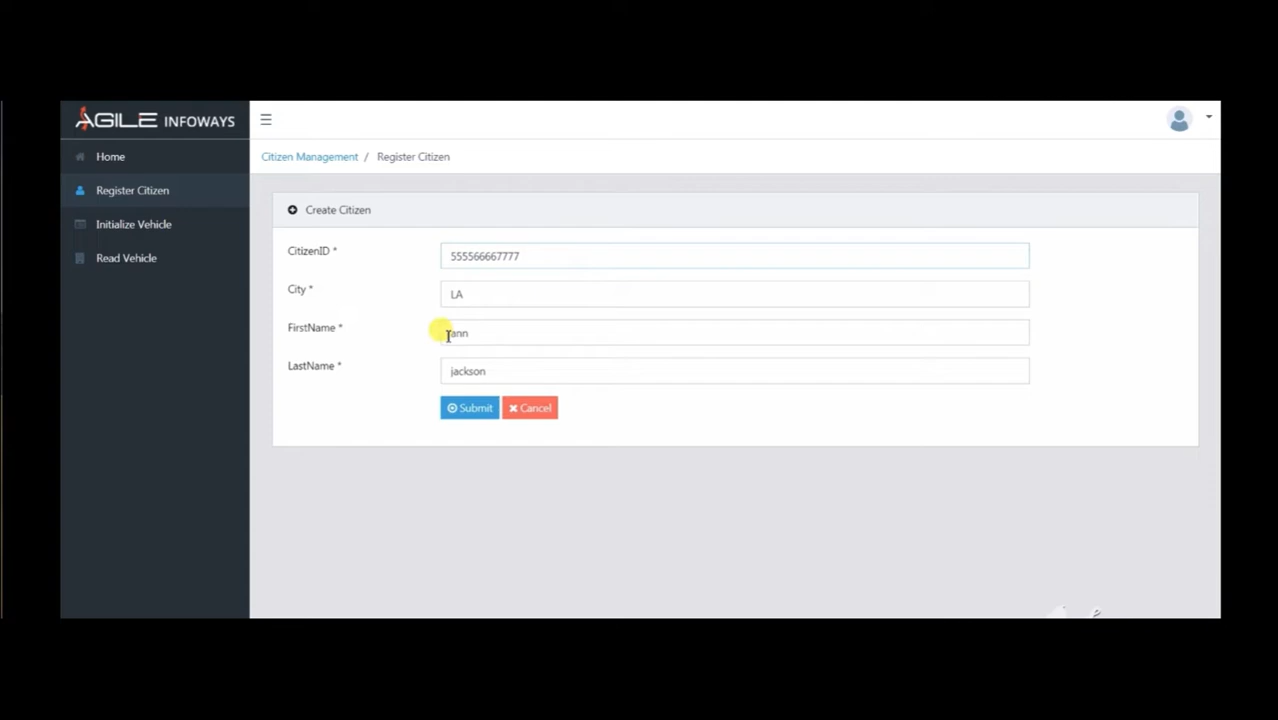 AGILE INFOWAYS
Home
Register Citizen
Initialize Vehicle
Read Vehicle
Citizen Management / Register Citizen
Create Citizen
CitizenID *
555566667777
City *
LA
FirstName *
ann
LastName *
jackson
Submit
Cancel